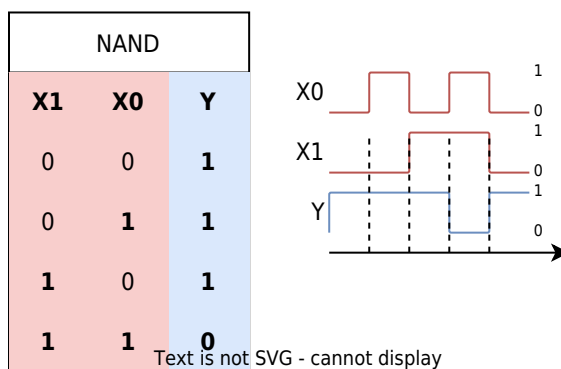 NAND
X1 X0 Y
0 0 1
0 1 1
1 0 1
1 1 0
X0 1
0
X1 1
0
Y 1
0
Text is not SVG - cannot display